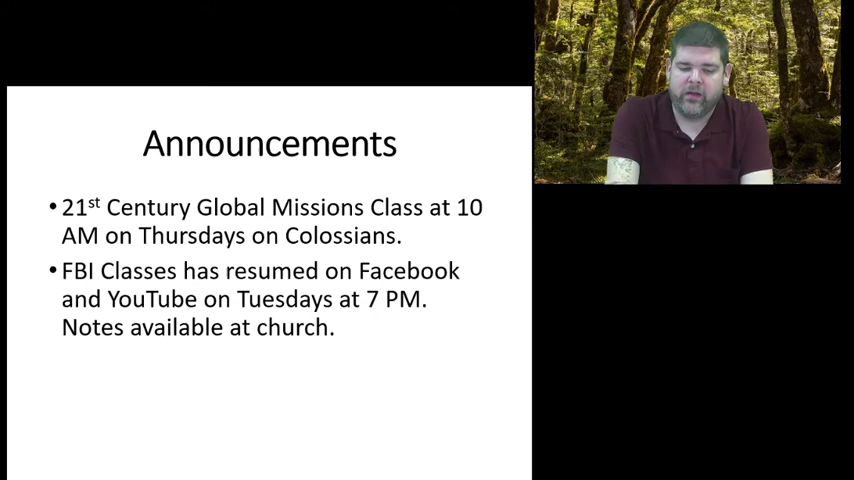 Announcements
• 21st Century Global Missions Class at 10
AM on Thursdays on Colossians.
• FBI Classes has resumed on Facebook
and YouTube on Tuesdays at 7 PM.
Notes available at church.